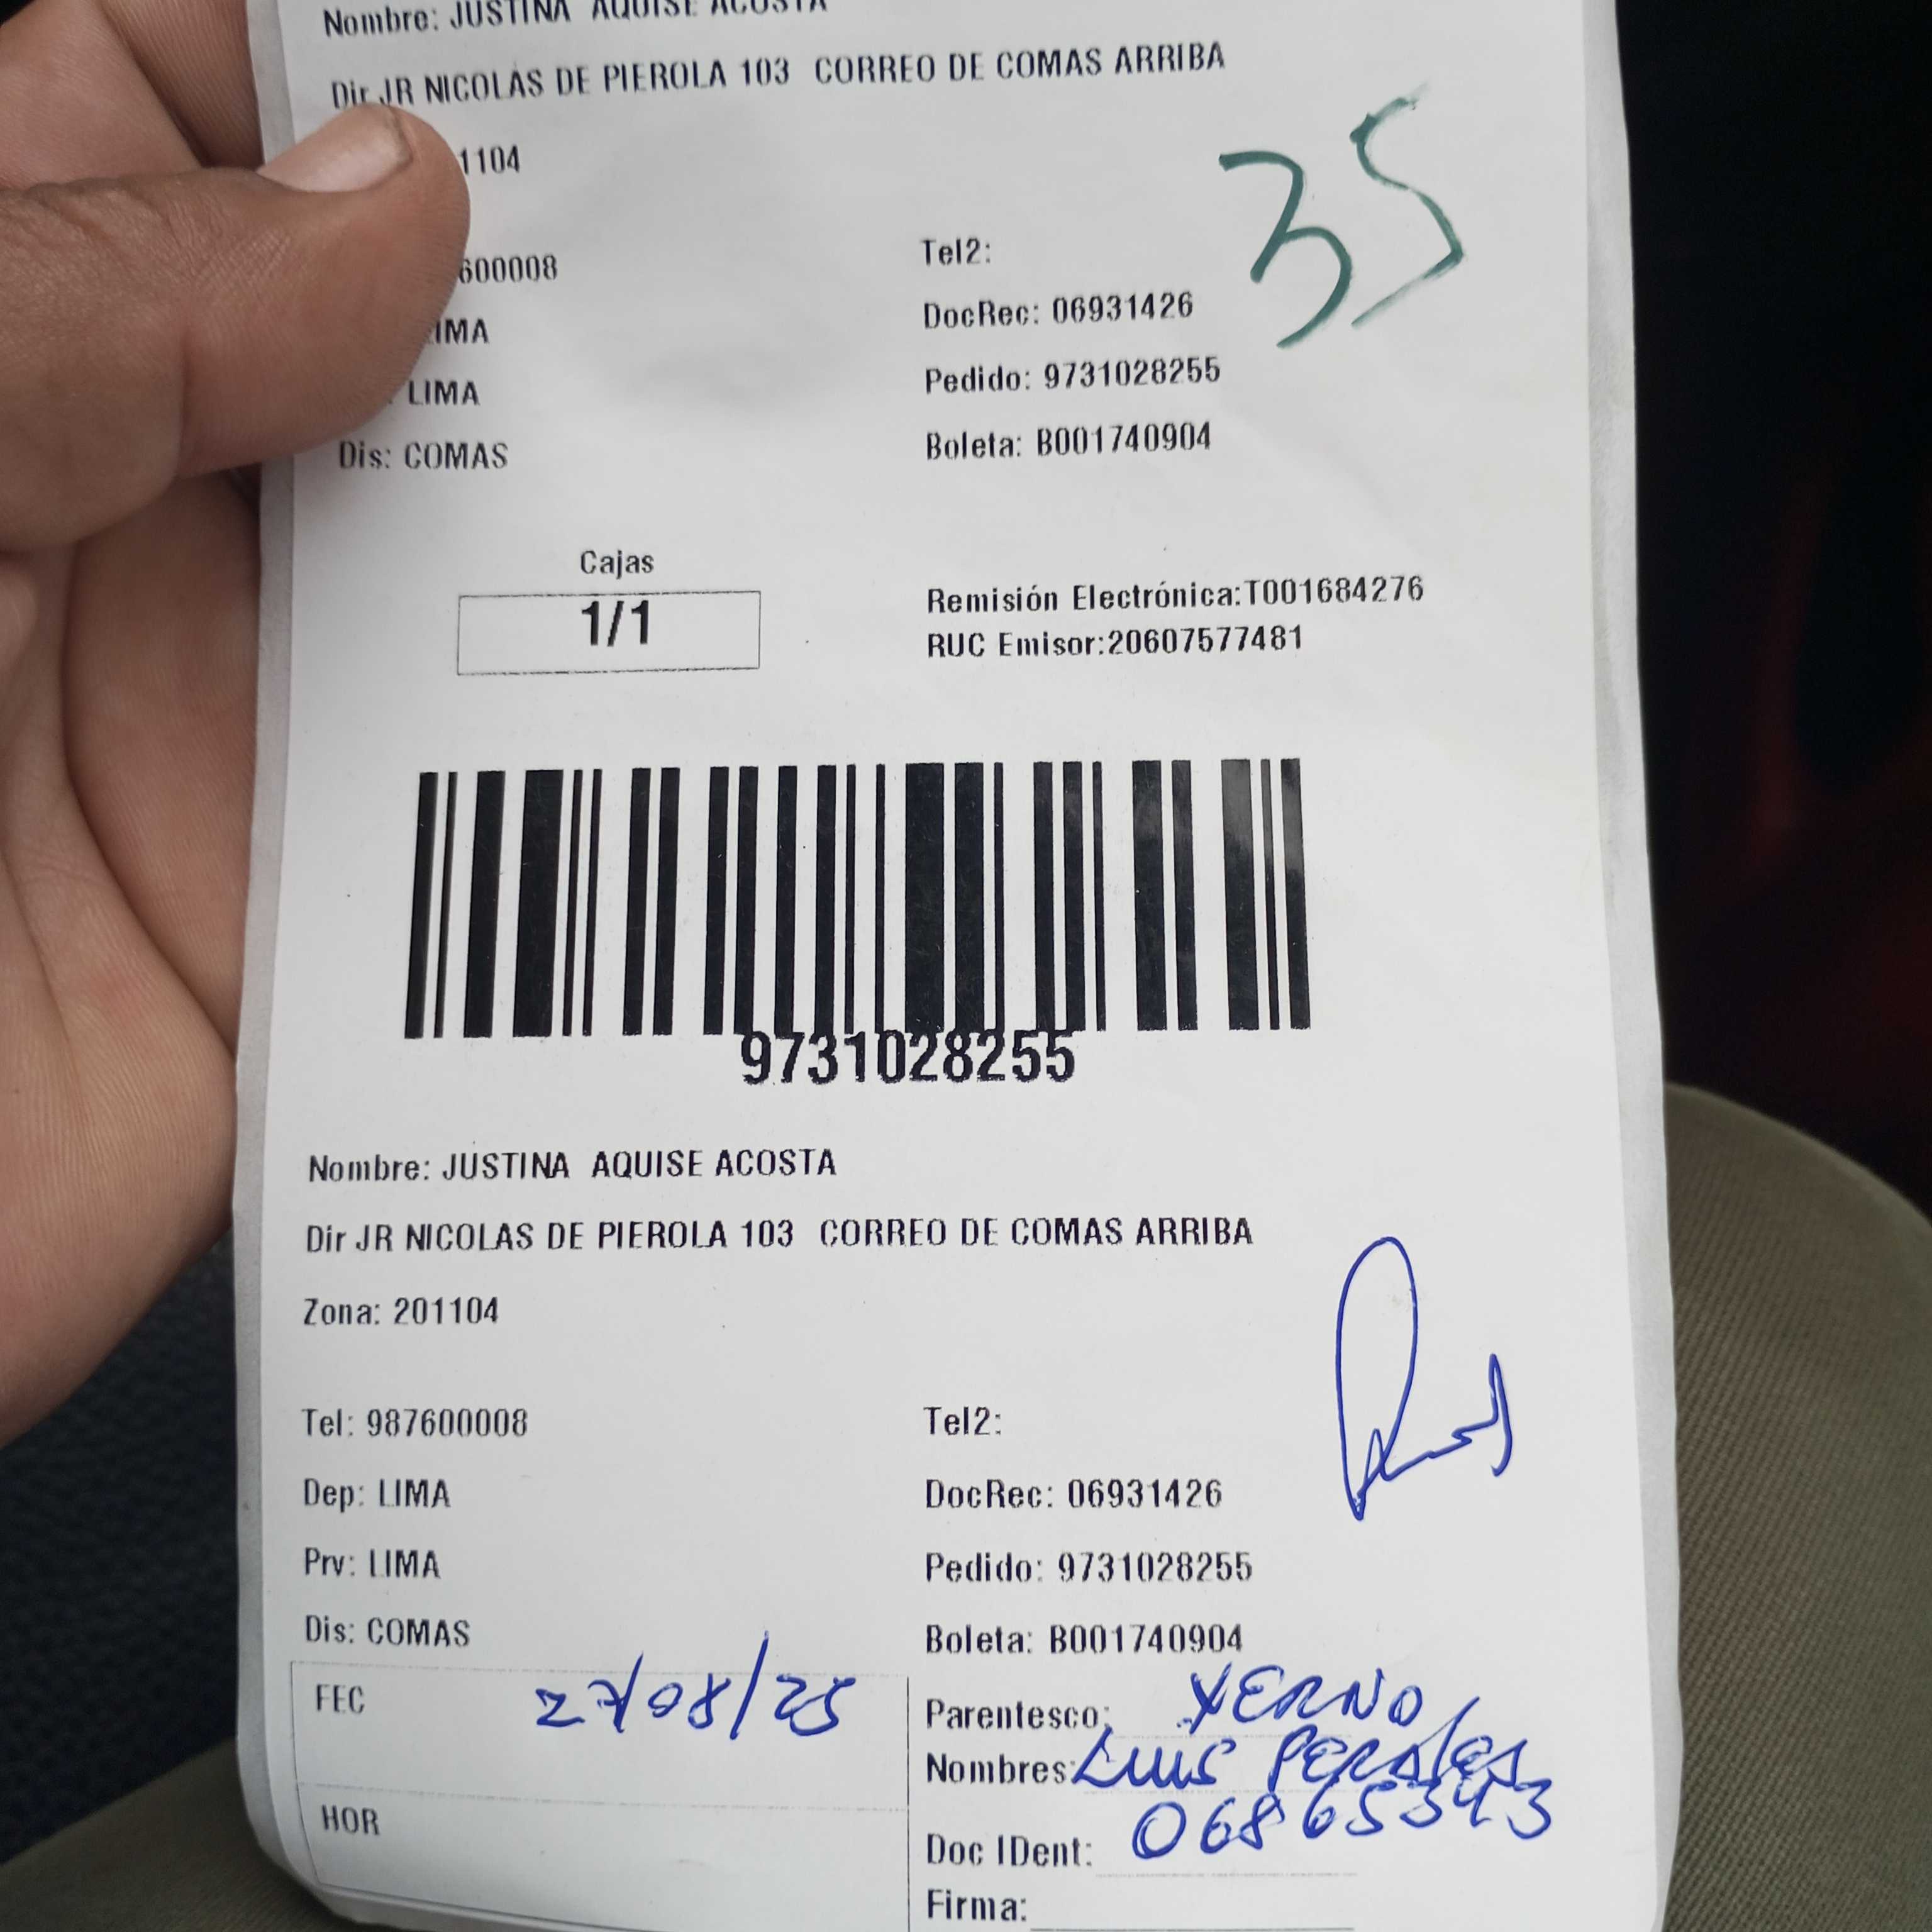 Nombre: JUSTINA AQUISE ACOSTA
Dir JR NICOLAS DE PIEROLA 103 CORREO DE COMAS ARRIBA
35
1104
600008
Tel2:
IMA
DocRec: 06931426
LIMA
Pedido: 9731028255
Dis: COMAS
Boleta: B001740904
Cajas
1/1
Remisión Electrónica:T001684276
RUC Emisor:20607577481
9731028255
Nombre: JUSTINA AQUISE ACOSTA
Dir JR NICOLAS DE PIEROLA 103 CORREO DE COMAS ARRIBA
Zona: 201104
Tel: 987600008
Tel2:
Dep: LIMA
DocRec: 06931426
Prv: LIMA
Pedido: 9731028255
Dis: COMAS
Boleta: B001740904
FEC 27/08/25
Parentesco: YERNO
Nombres: LUIS PERALES
HOR
Doc IDent: 06865343
Firma: